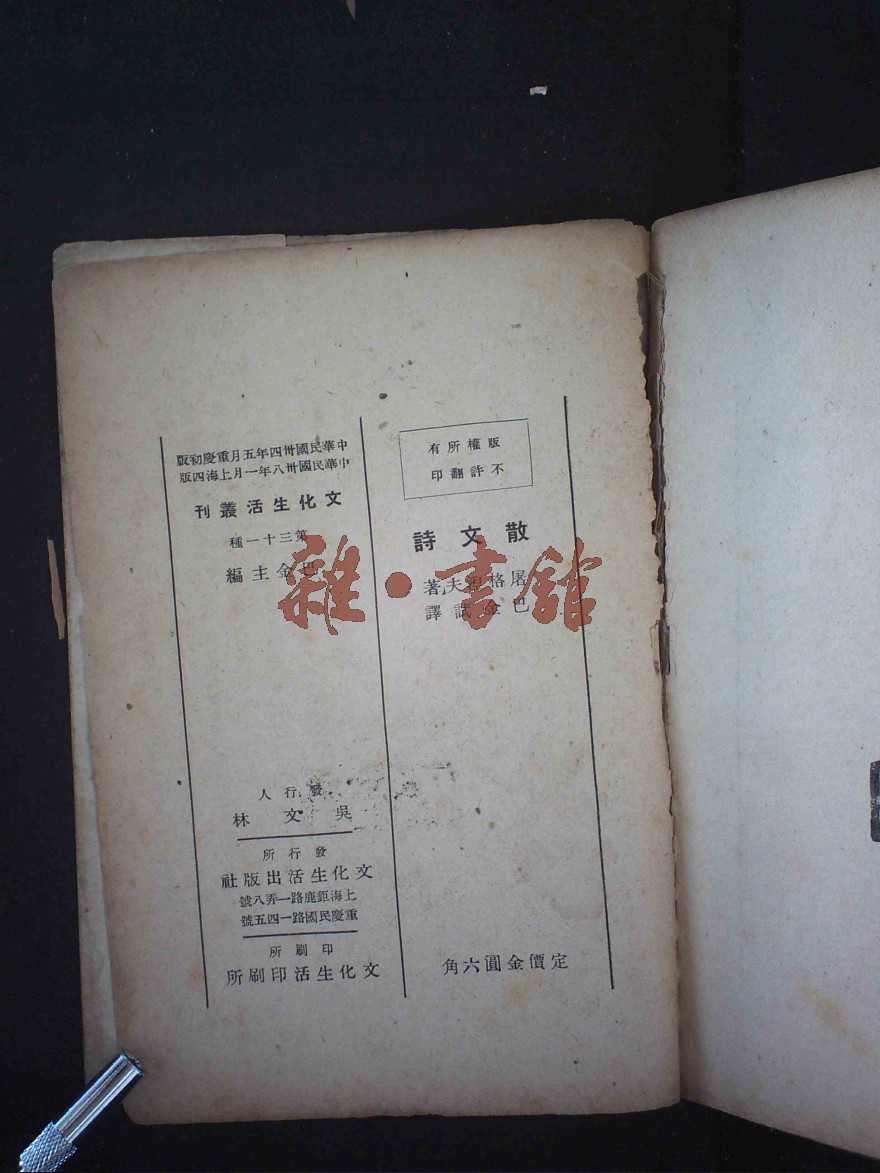 版權所有
不許翻印
散文詩
屠格涅夫著
巴金試譯
定價金圓六角
中華民國卅四年五月重慶初版
中華民國卅八年一月上海四版
文化生活叢刊
第三十一種
巴金主編
發行人
吳文林
發行所
文化生活出版社
上海鉅鹿路一弄八號
重慶民國路一四五號
印刷所
文化生活印刷所
雜·書館